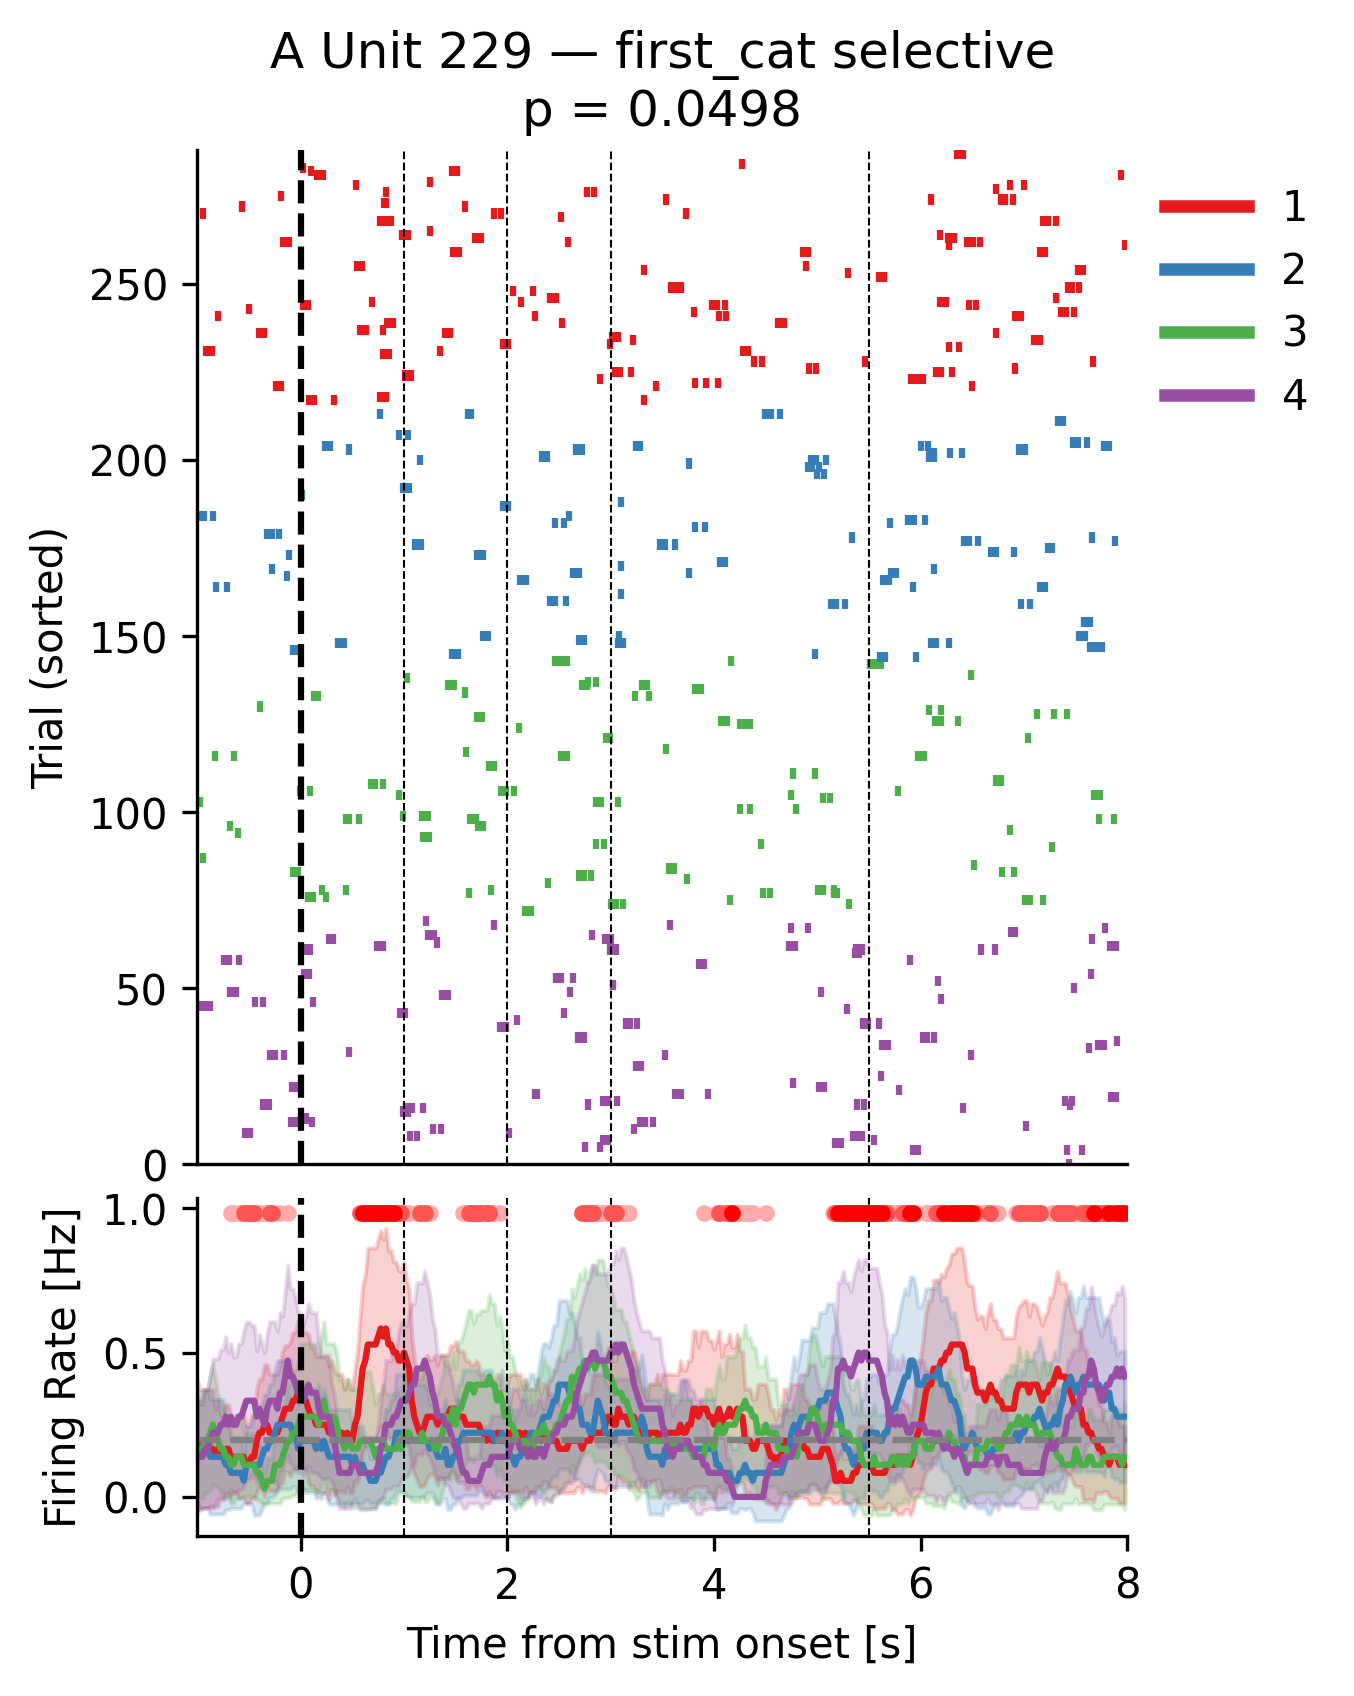 A Unit 229 — first_cat selective
p = 0.0498
1
2
3
4
250
200
150
100
50
0
Trial (sorted)
1.0
0.5
0.0
Firing Rate [Hz]
0 2 4 6 8
Time from stim onset [s]